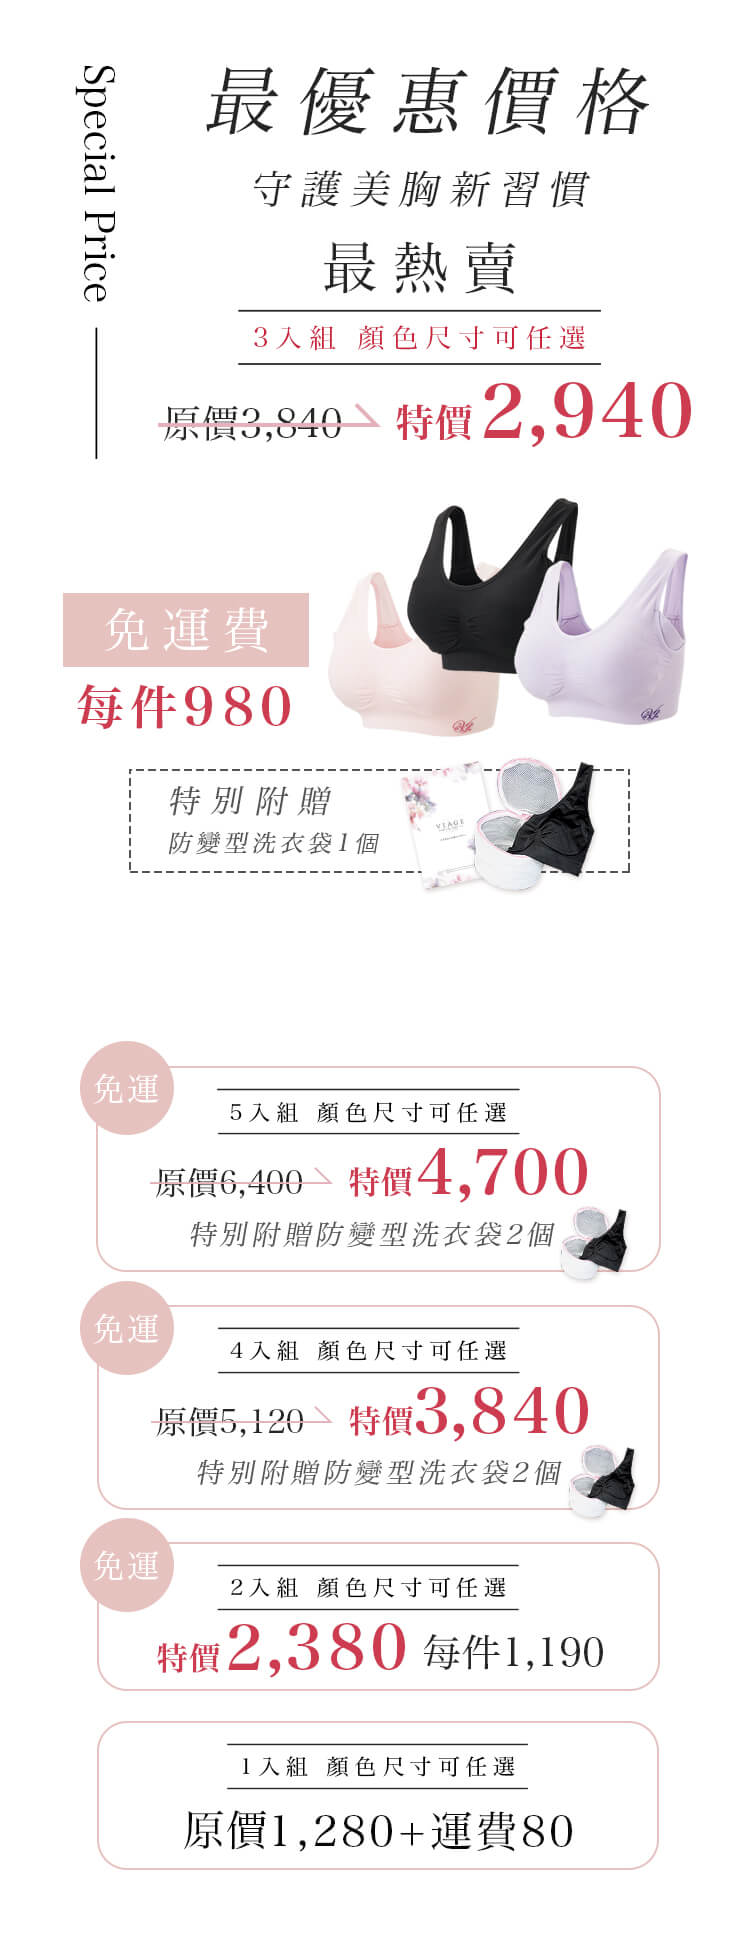 Special Price
最優惠價格
守護美胸新習慣
最熱賣
3入組 顏色尺寸可任選
原價3,840 特價2,940
免運費
每件980
特別附贈
防變型洗衣袋1個
VIAGE
免運
5入組 顏色尺寸可任選
原價6,400 特價4,700
特別附贈防變型洗衣袋2個
免運
4入組 顏色尺寸可任選
原價5,120 特價3,840
特別附贈防變型洗衣袋2個
免運
2入組 顏色尺寸可任選
特價2,380 每件1,190
1入組 顏色尺寸可任選
原價1,280+運費80